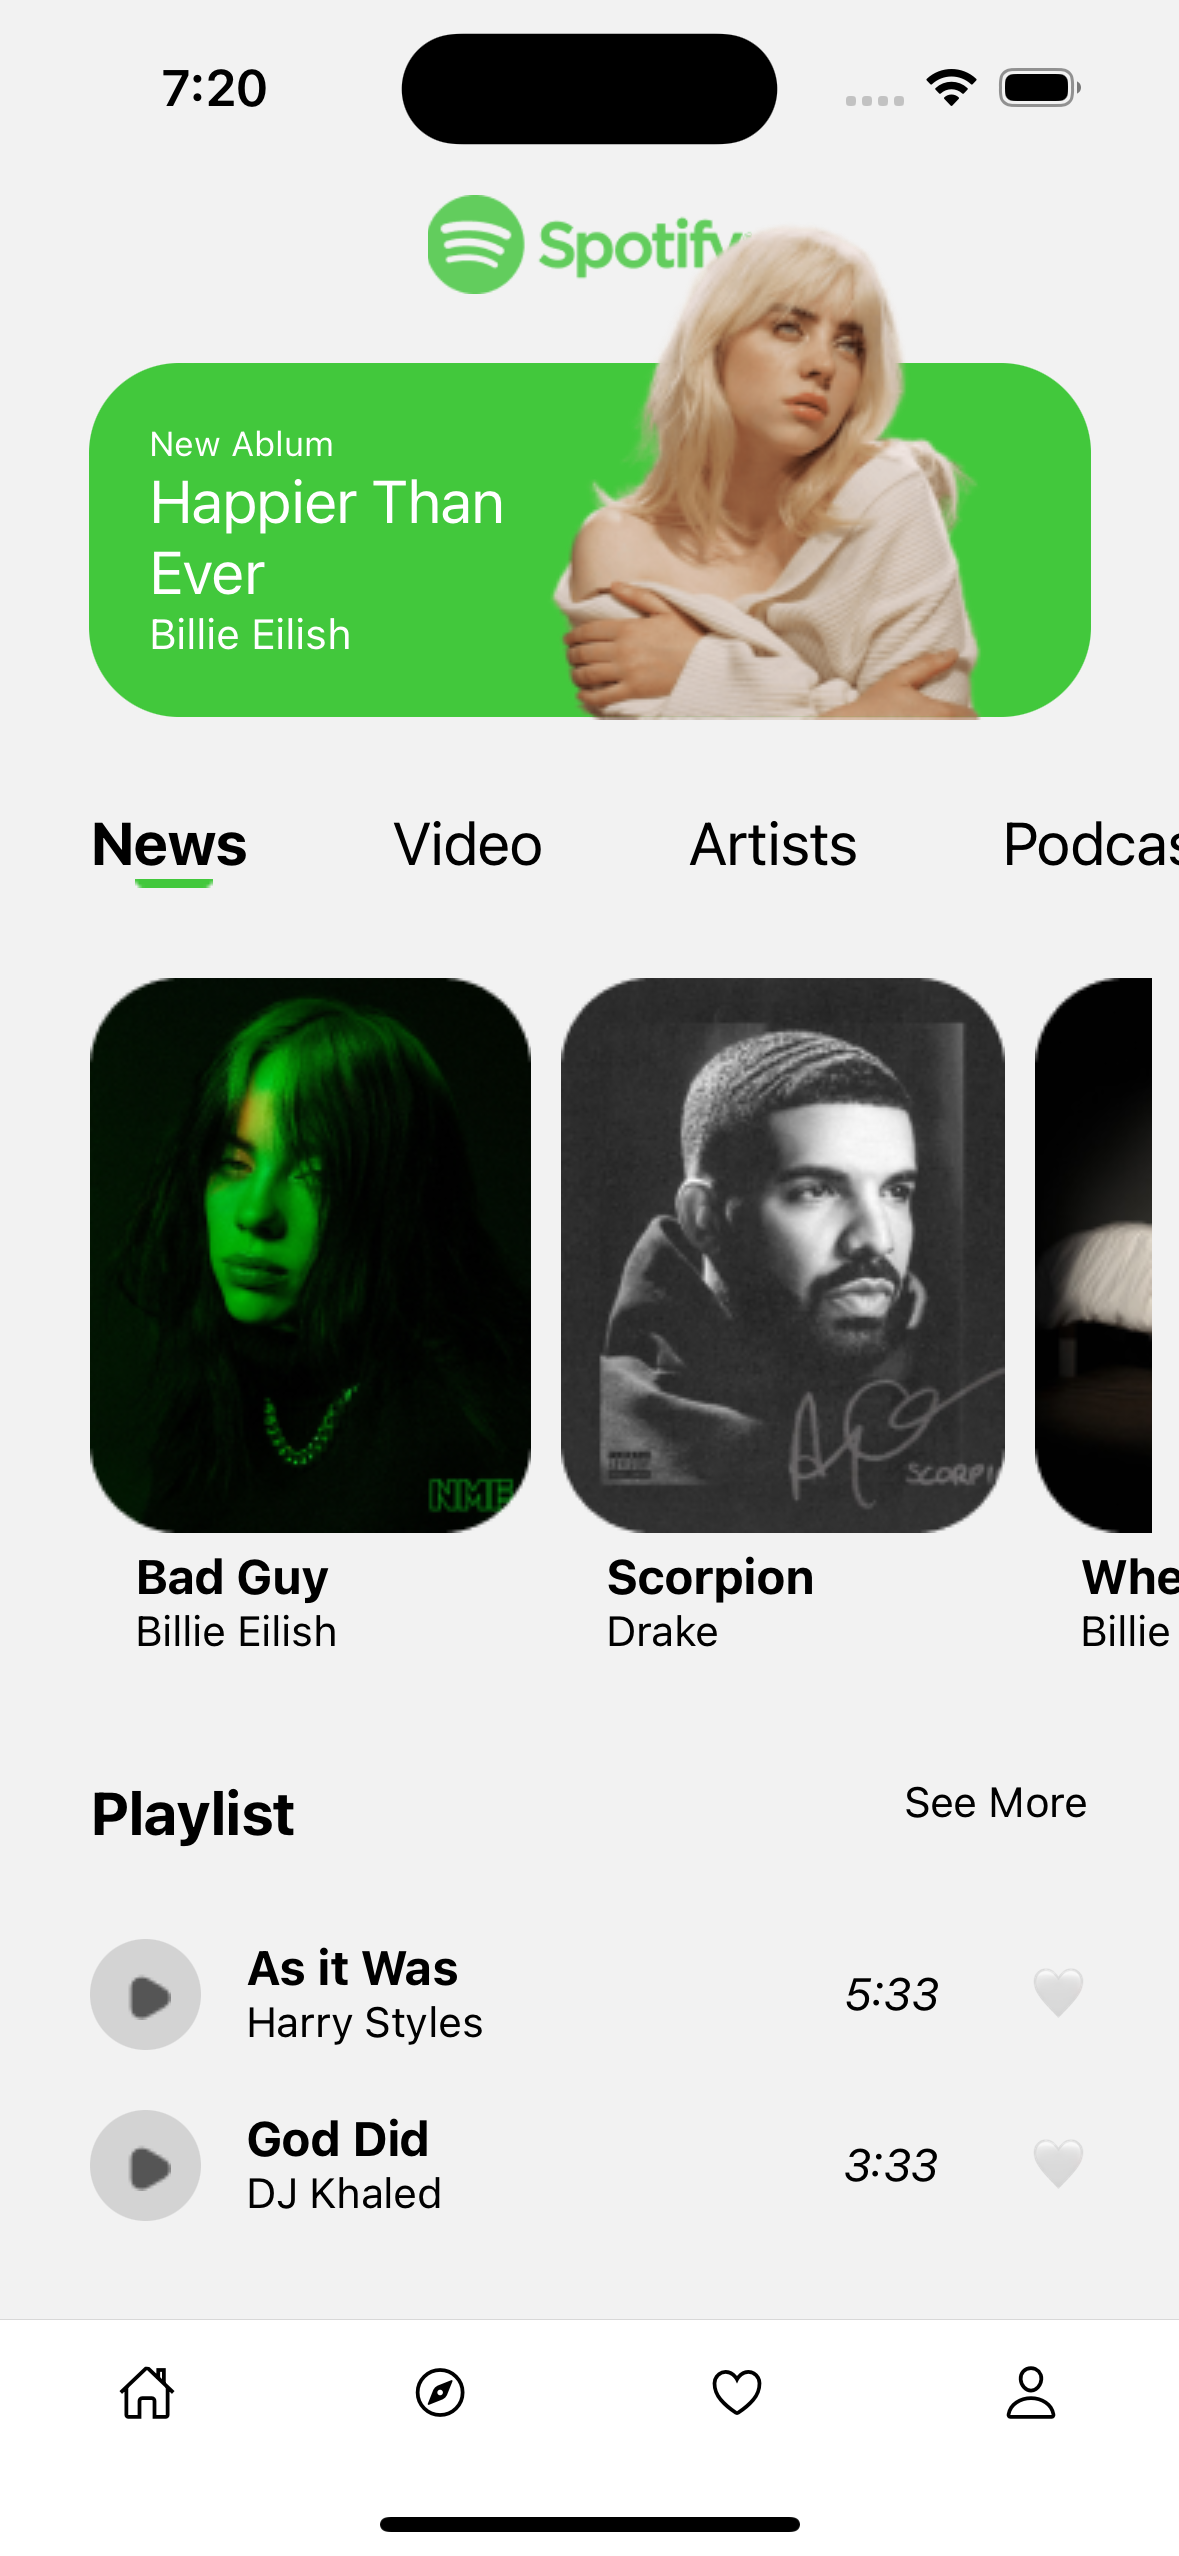 7:20
Spotify
New Ablum
Happier Than
Ever
Billie Eilish
News Video Artists Podcas
NME
SCORPI
Bad Guy Scorpion Whe
Billie Eilish Drake Billie
Playlist See More
As it Was
Harry Styles
5:33
God Did
DJ Khaled
3:33